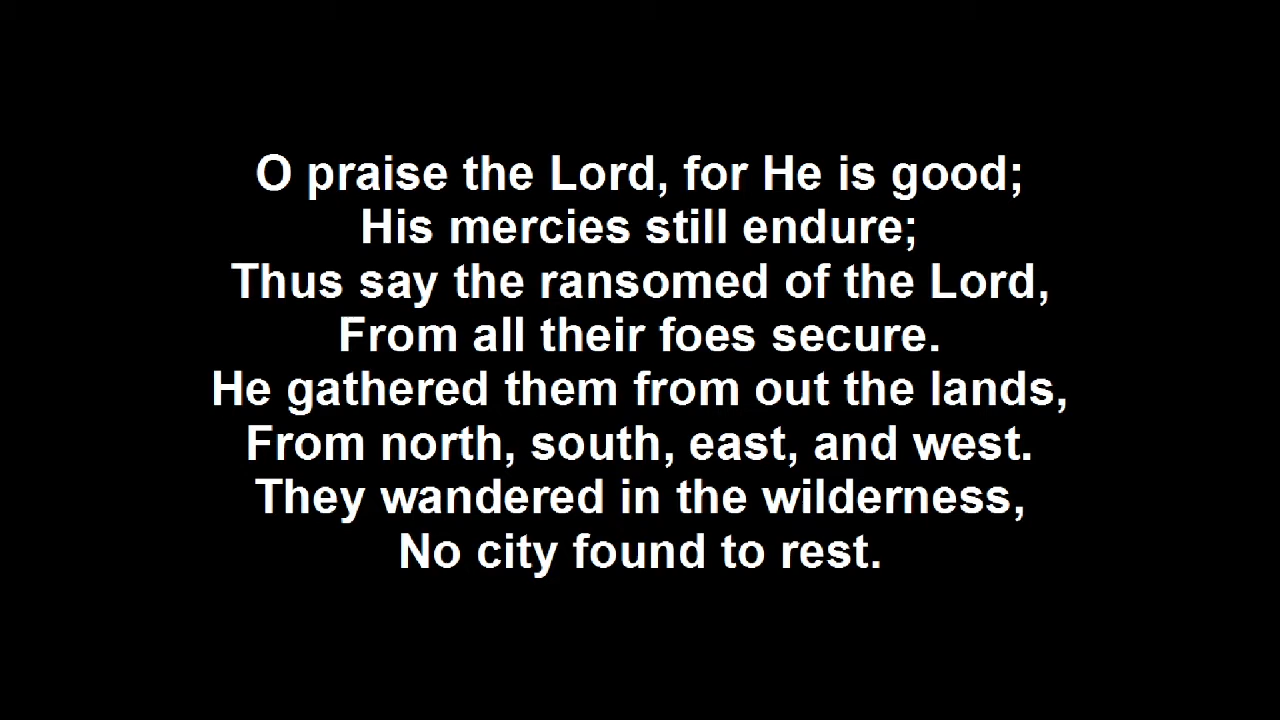 O praise the Lord, for He is good;
His mercies still endure;
Thus say the ransomed of the Lord,
From all their foes secure.
He gathered them from out the lands,
From north, south, east, and west.
They wandered in the wilderness,
No city found to rest.